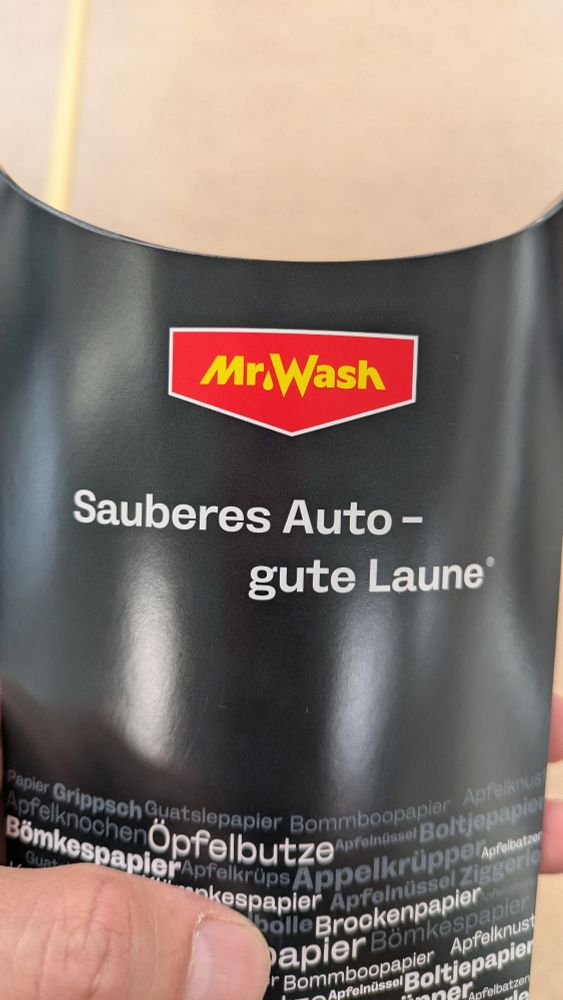 Mr.Wash
Sauberes Auto –
gute Laune®
Papier Grippsch Guatslepapier Bommboopapier Apfelknust
Apfelknochen Öpfelbutze Apfelnüssel Boltjepapier
Bömkespapier Apfelkrüps Appelkrüpper Apfelbatzen
Apfelnüssel Ziggerle
Brookenpapier
Bömkespapier
Bommboopapier Apfelknust
Apfelnüssel Boltjepapier